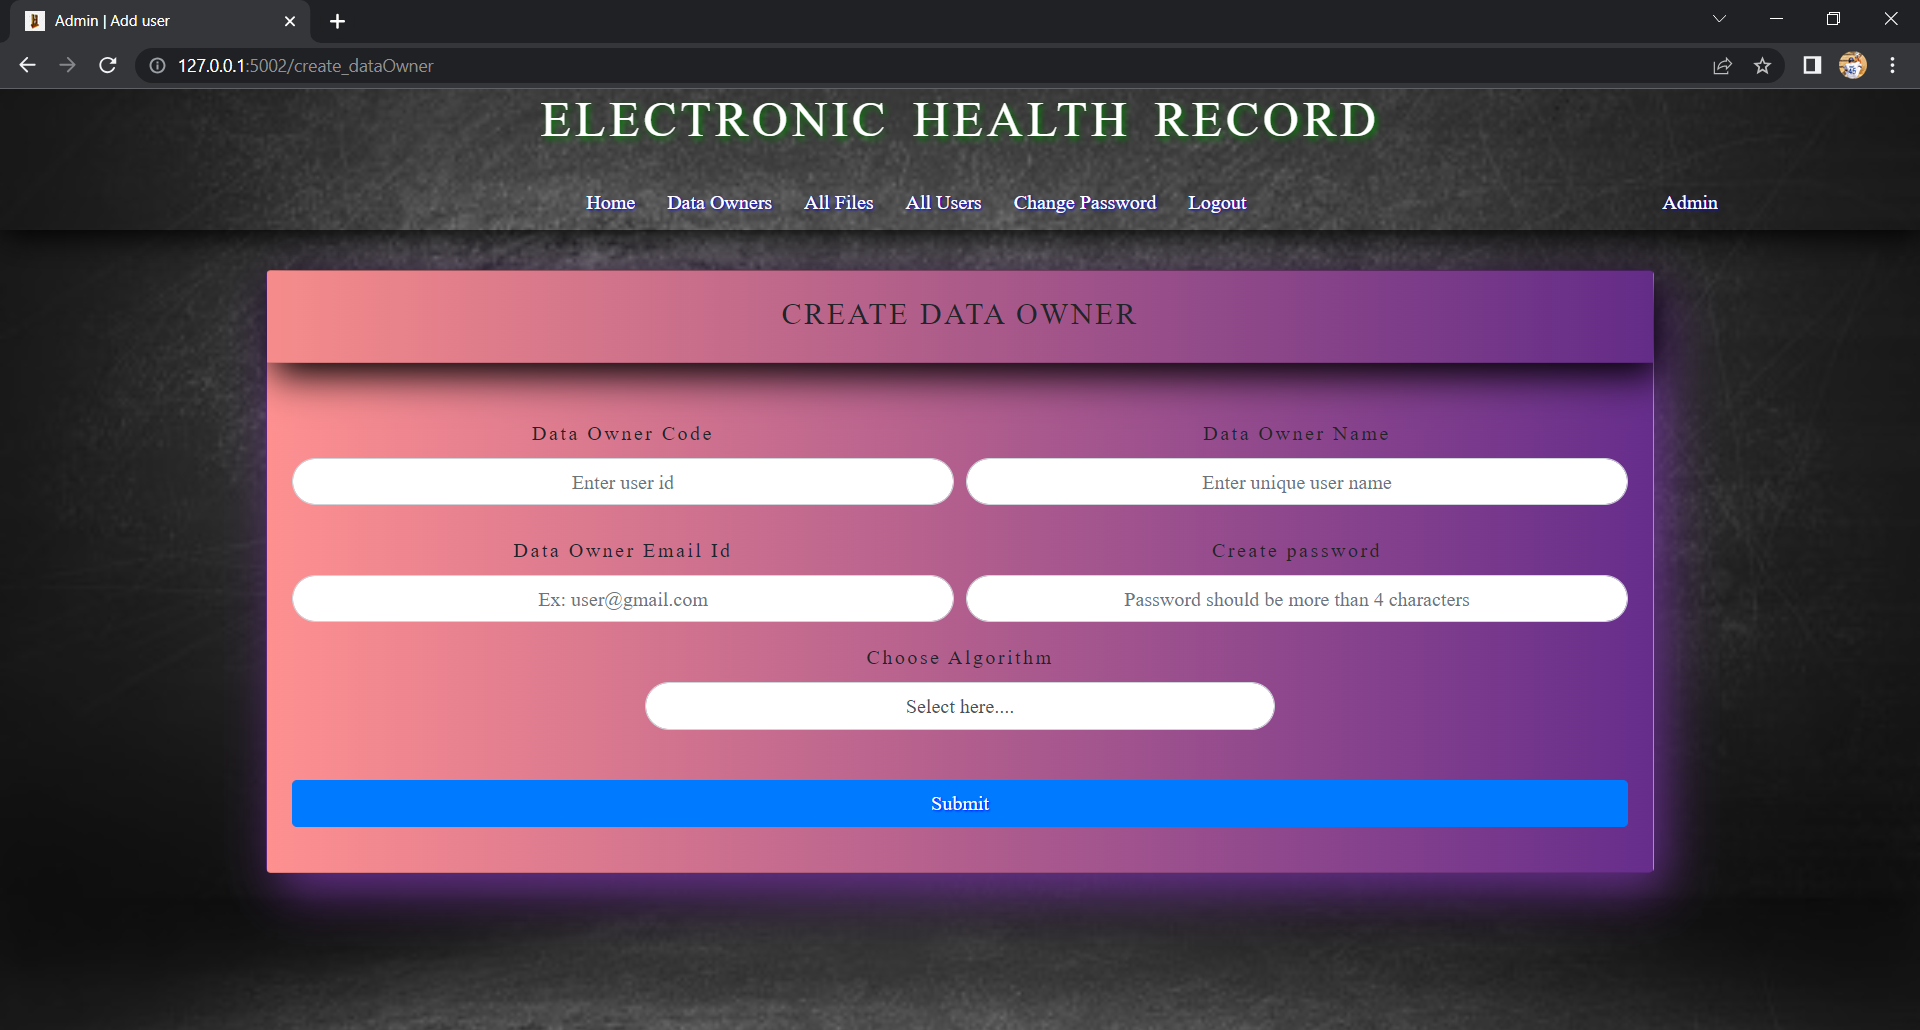 Admin | Add user
127.0.0.1:5002/create_dataOwner
ELECTRONIC HEALTH RECORD
Home Data Owners All Files All Users Change Password Logout Admin
CREATE DATA OWNER
Data Owner Code Data Owner Name
Enter user id Enter unique user name
Data Owner Email Id Create password
Ex: user@gmail.com Password should be more than 4 characters
Choose Algorithm
Select here....
Submit